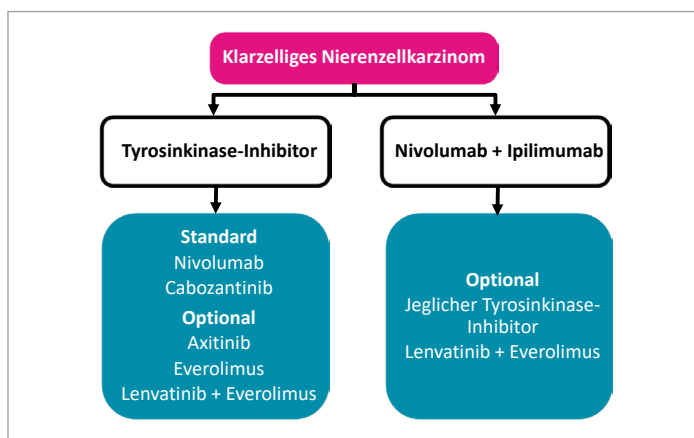 Klarzelliges Nierenzellkarzinom
Tyrosinkinase-Inhibitor
Nivolumab + Ipilimumab
Standard
Nivolumab
Cabozantinib
Optional
Axitinib
Everolimus
Lenvatinib + Everolimus
Optional
Jeglicher Tyrosinkinase-
Inhibitor
Lenvatinib + Everolimus